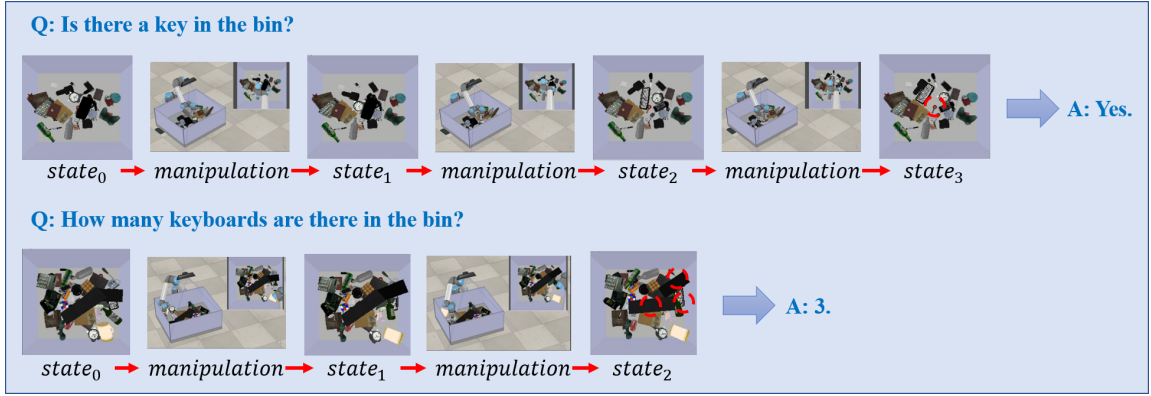 Q: Is there a key in the bin?
A: Yes.
state₀ manipulation state₁ manipulation state₂ manipulation state₃
Q: How many keyboards are there in the bin?
A: 3.
state₀ manipulation state₁ manipulation state₂